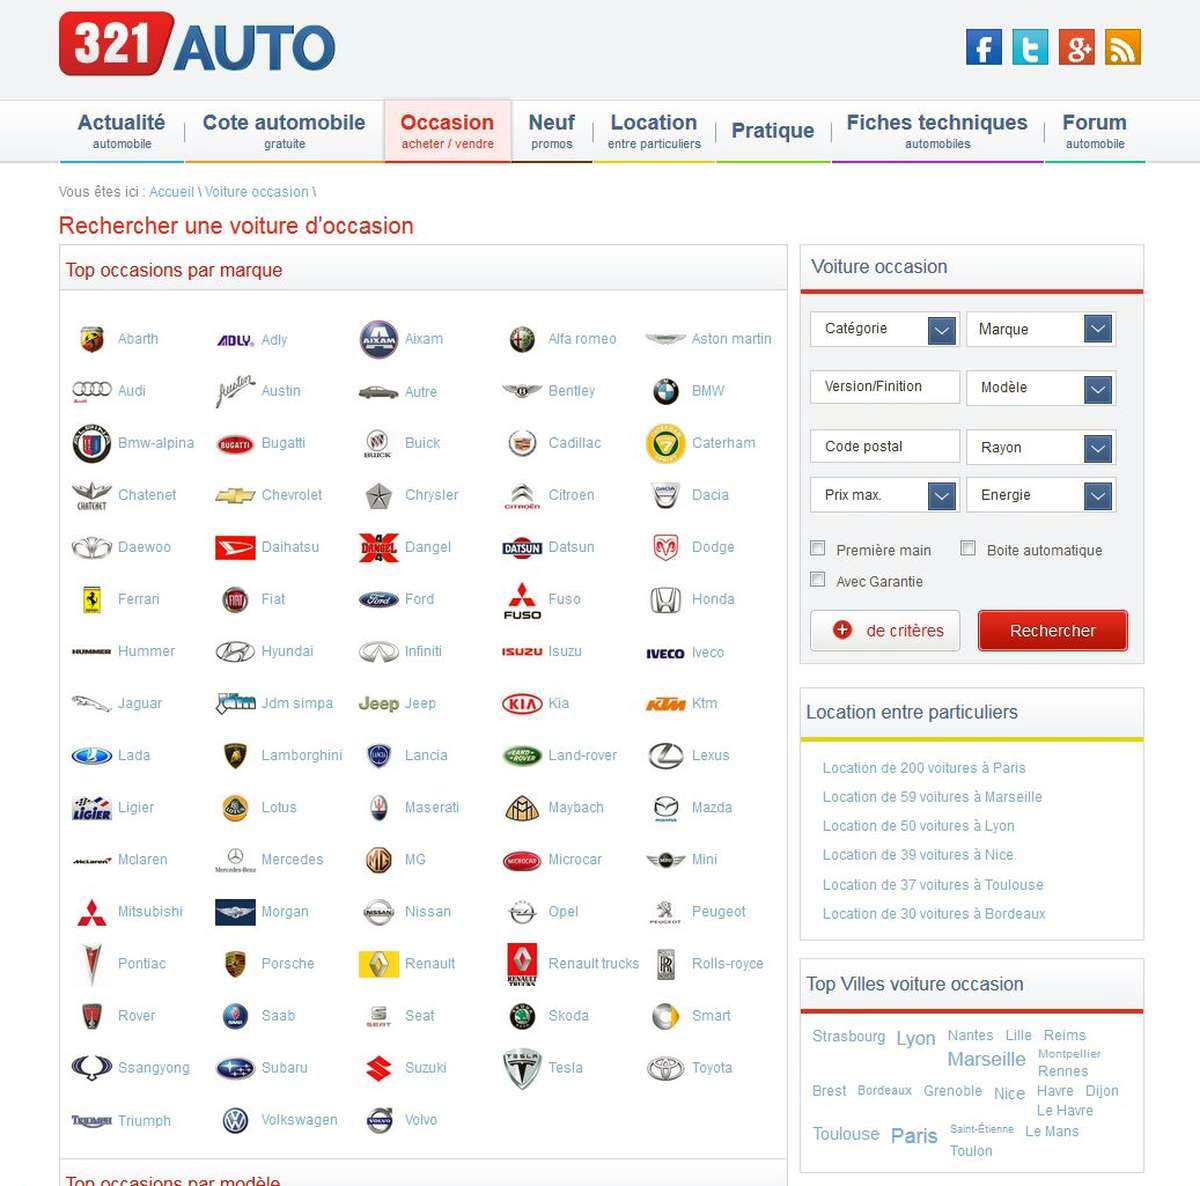 321 AUTO
Actualité Cote automobile Occasion Neuf Location Pratique Fiches techniques Forum
automobile gratuite acheter / vendre promos entre particuliers automobiles automobile
Vous êtes ici : Accueil \ Voiture occasion \
Rechercher une voiture d'occasion
Top occasions par marque
Abarth ADLY. Adly AIXAM Aixam Alfa romeo Aston martin
Audi Austin Austin Autre Bentley BMW
Bmw-alpina BUGATTI Bugatti BUICK Buick Cadillac Caterham
CHATENET Chatenet Chevrolet Chrysler CITROËN Citroen DACIA Dacia
Daewoo Daihatsu DANGEL Dangel DATSUN Datsun Dodge
Ferrari FIAT Fiat Ford Ford FUSO Fuso Honda
HUMMER Hummer Hyundai Infiniti ISUZU Isuzu IVECO Iveco
Jaguar Jdm simpa Jeep Jeep KIA Kia KTM Ktm
Lada Lamborghini LANCIA Lancia LAND-ROVER Land-rover Lexus
LIGIER Ligier LOTUS Lotus Maserati Maybach mazda Mazda
McLaren Mclaren Mercedes-Benz Mercedes MG MG MICROCAR Microcar MINI Mini
Mitsubishi Morgan NISSAN Nissan Opel PEUGEOT Peugeot
Pontiac Porsche Renault RENAULT TRUCKS Renault trucks RR Rolls-royce
Rover SAAB Saab SEAT Seat Skoda Smart
Ssangyong Subaru Suzuki TESLA Tesla Toyota
TRIUMPH Triumph Volkswagen VOLVO Volvo
Top occasions par modèle
Voiture occasion
Catégorie Marque
Version/Finition Modèle
Code postal Rayon
Prix max. Energie
Première main Boite automatique
Avec Garantie
+ de critères Rechercher
Location entre particuliers
Location de 200 voitures à Paris
Location de 59 voitures à Marseille
Location de 50 voitures à Lyon
Location de 39 voitures à Nice
Location de 37 voitures à Toulouse
Location de 30 voitures à Bordeaux
Top Villes voiture occasion
Strasbourg Lyon Nantes Lille Reims
Marseille Montpellier
Rennes
Brest Bordeaux Grenoble Nice Havre Dijon
Le Havre
Toulouse Paris Saint-Étienne Le Mans
Toulon